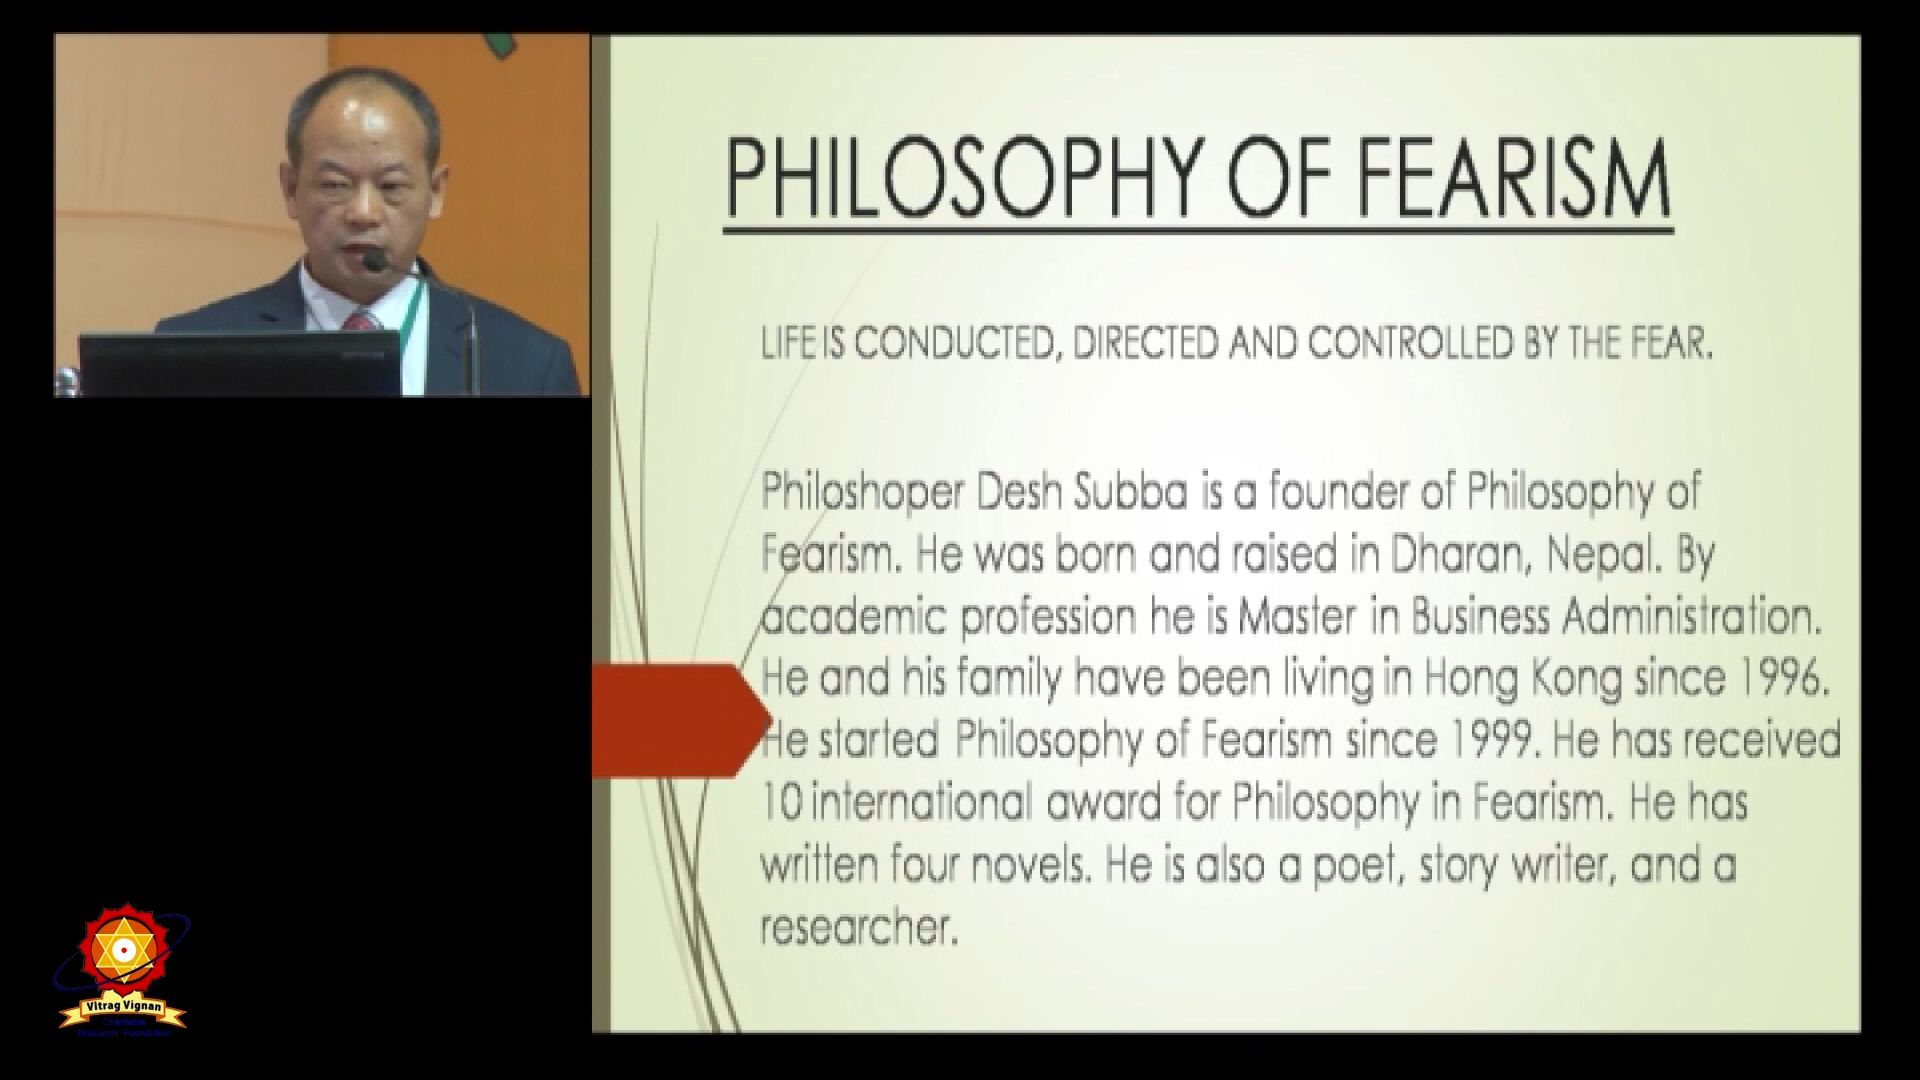 PHILOSOPHY OF FEARISM
LIFE IS CONDUCTED, DIRECTED AND CONTROLLED BY THE FEAR.
Philoshoper Desh Subba is a founder of Philosophy of
Fearism. He was born and raised in Dharan, Nepal. By
academic profession he is Master in Business Administration.
He and his family have been living in Hong Kong since 1996.
He started Philosophy of Fearism since 1999. He has received
10 international award for Philosophy in Fearism. He has
written four novels. He is also a poet, story writer, and a
researcher.
Vitrag Vignan
Charitable
Research Foundation